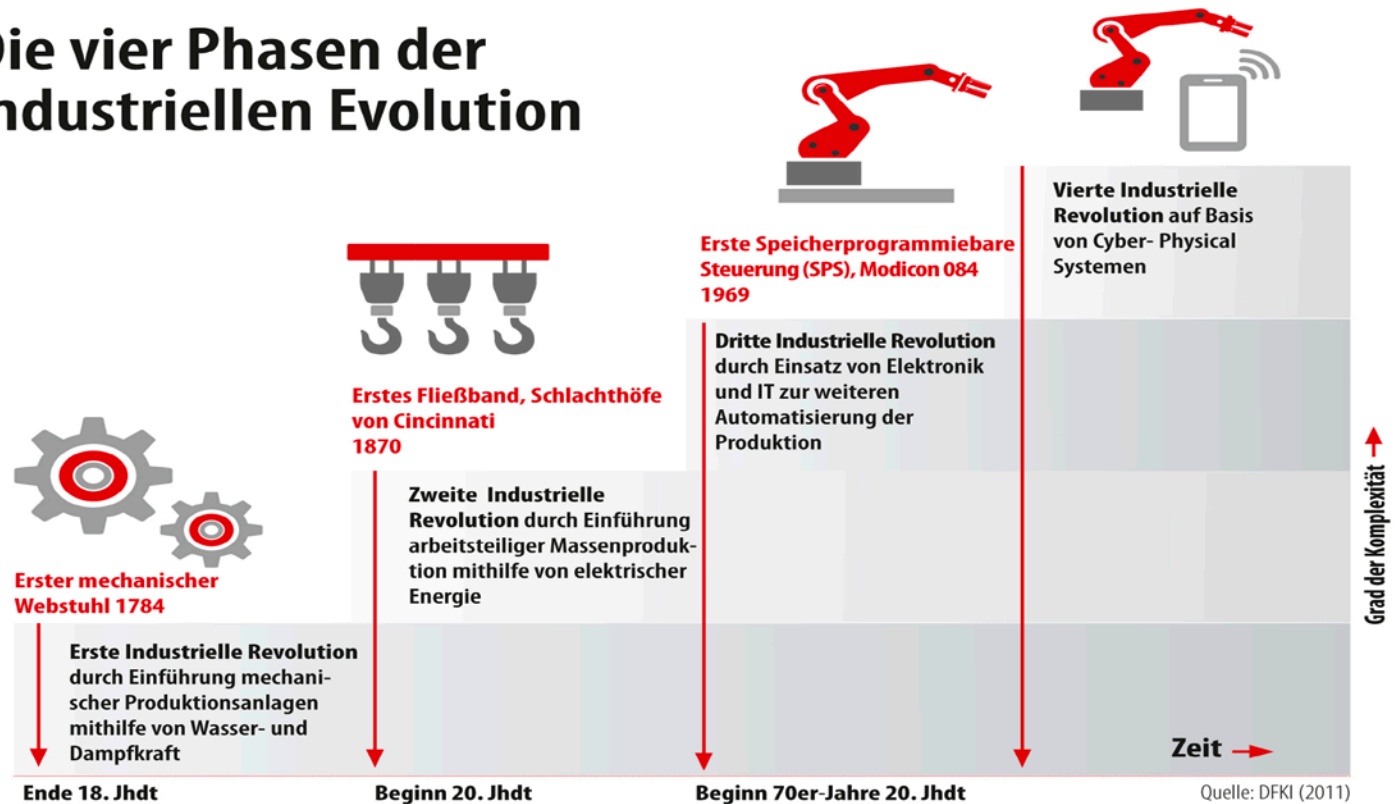 ie vier Phasen der
ndustriellen Evolution
Erster mechanischer
Webstuhl 1784
Erste Industrielle Revolution
durch Einführung mechani-
scher Produktionsanlagen
mithilfe von Wasser- und
Dampfkraft
Ende 18. Jhdt
Erstes Fließband, Schlachthöfe
von Cincinnati
1870
Zweite Industrielle
Revolution durch Einführung
arbeitsteiliger Massenproduk-
tion mithilfe von elektrischer
Energie
Beginn 20. Jhdt
Erste Speicherprogrammiebare
Steuerung (SPS), Modicon 084
1969
Dritte Industrielle Revolution
durch Einsatz von Elektronik
und IT zur weiteren
Automatisierung der
Produktion
Beginn 70er-Jahre 20. Jhdt
Vierte Industrielle
Revolution auf Basis
von Cyber- Physical
Systemen
Grad der Komplexität
Zeit
Quelle: DFKI (2011)